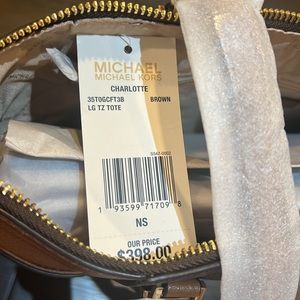 MICHAEL
MICHAEL KORS
CHARLOTTE
35T0GCFT3B BROWN
LG TZ TOTE
1 93599 71709 8
NS
OUR PRICE
$398.00